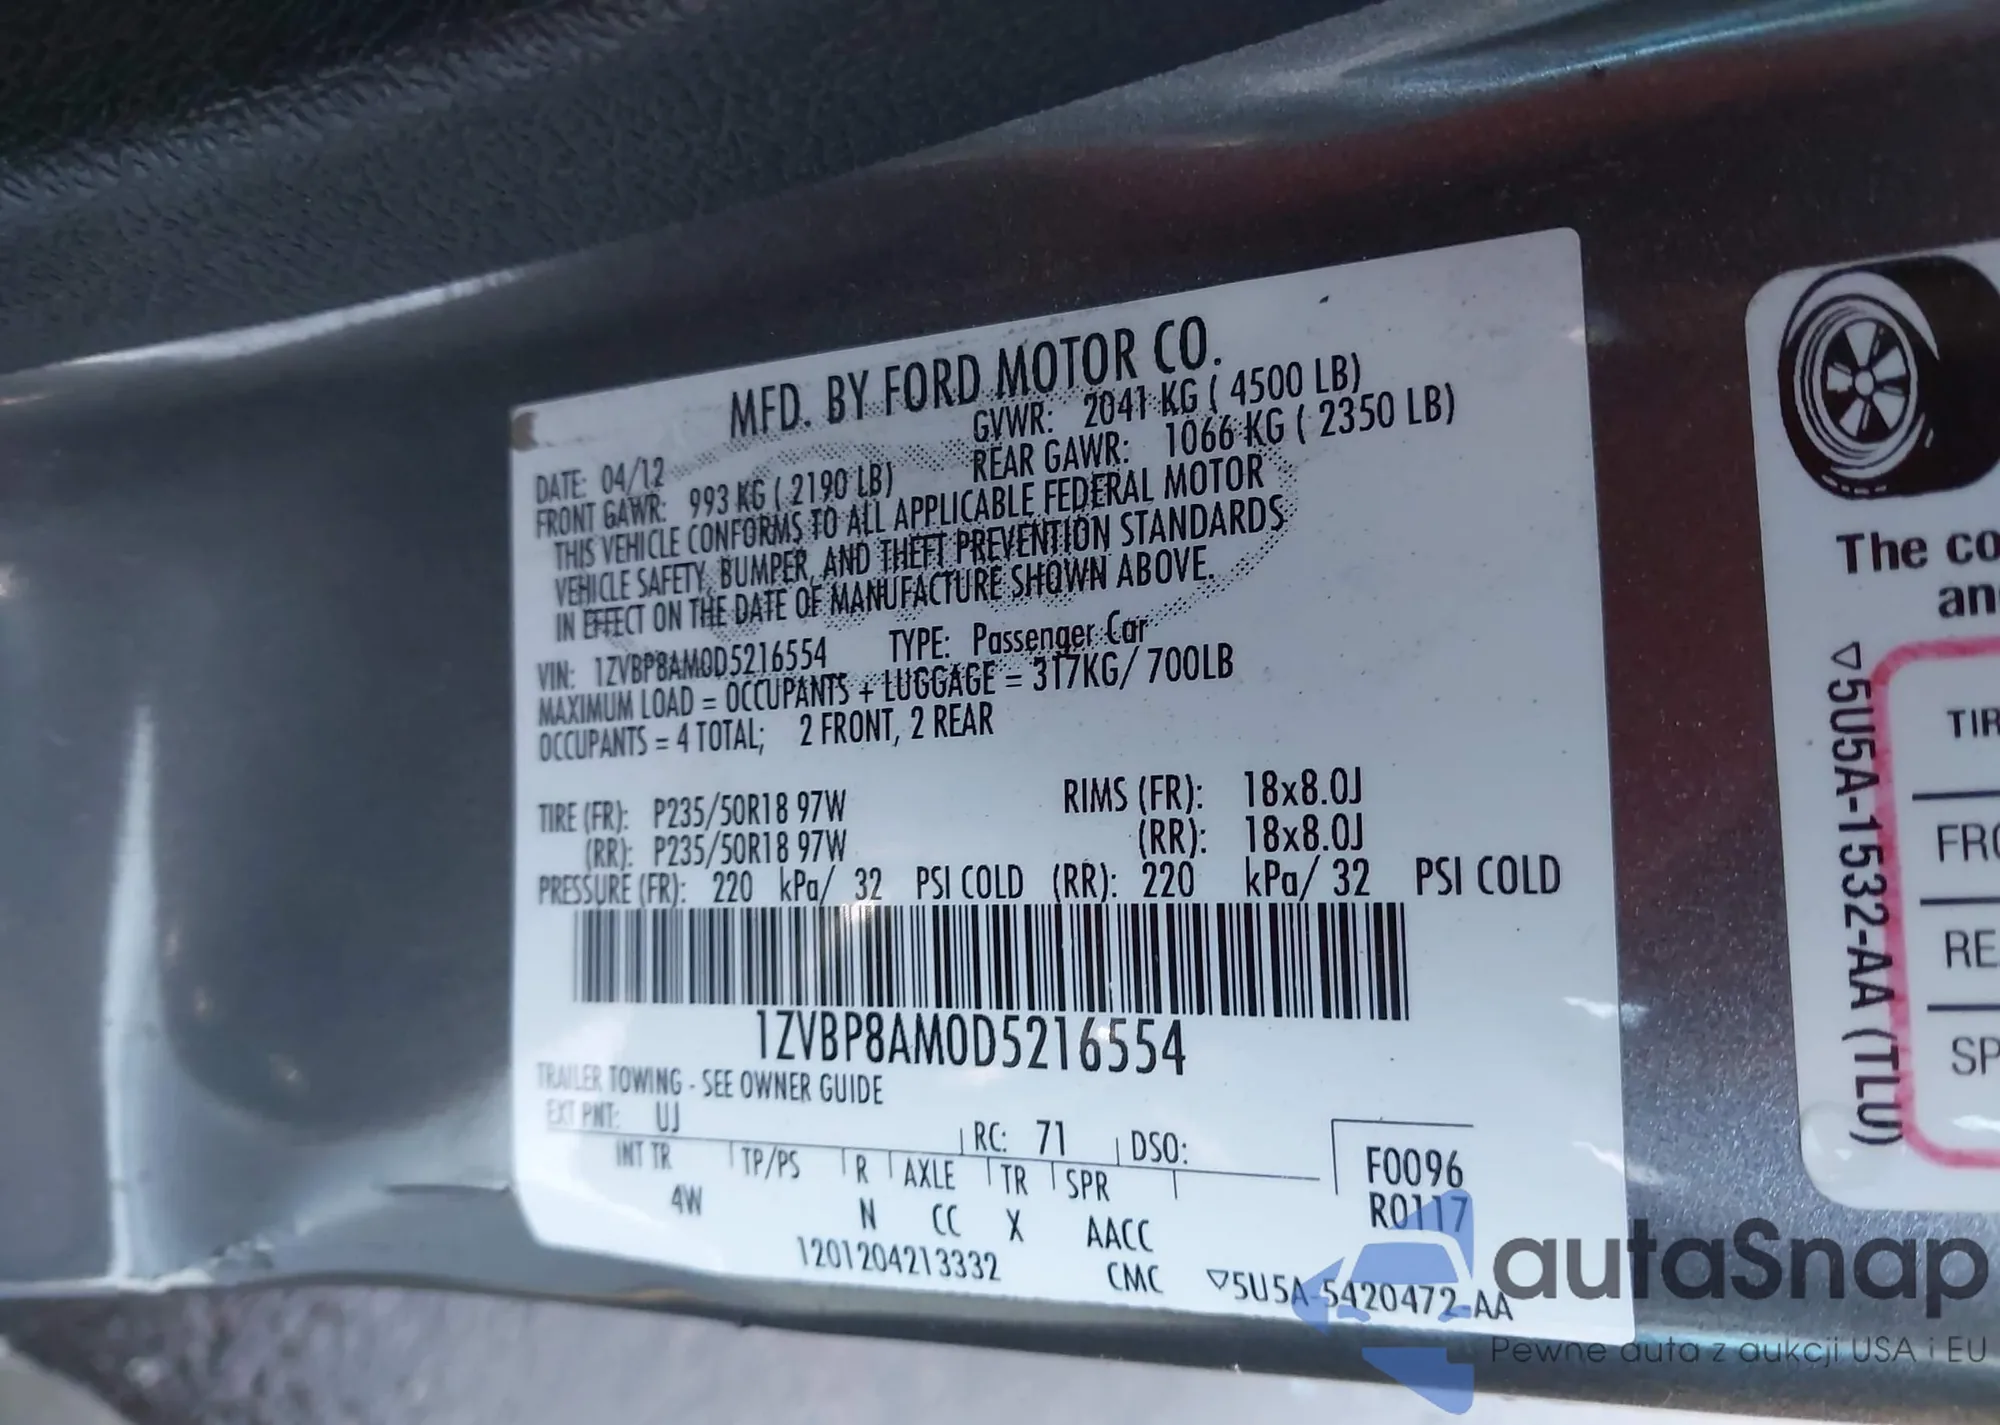 MFD. BY FORD MOTOR CO.
DATE: 04/12 GVWR: 2041 KG ( 4500 LB)
FRONT GAWR: 993 KG ( 2190 LB) REAR GAWR: 1066 KG ( 2350 LB)
THIS VEHICLE CONFORMS TO ALL APPLICABLE FEDERAL MOTOR
VEHICLE SAFETY, BUMPER, AND THEFT PREVENTION STANDARDS
IN EFFECT ON THE DATE OF MANUFACTURE SHOWN ABOVE.
VIN: 1ZVBP8AM0D5216554 TYPE: Passenger Car
MAXIMUM LOAD = OCCUPANTS + LUGGAGE = 317KG/ 700LB
OCCUPANTS = 4 TOTAL; 2 FRONT, 2 REAR
TIRE (FR): P235/50R18 97W RIMS (FR): 18x8.0J
(RR): P235/50R18 97W (RR): 18x8.0J
PRESSURE (FR): 220 kPa/ 32 PSI COLD (RR): 220 kPa/ 32 PSI COLD
1ZVBP8AM0D5216554
TRAILER TOWING - SEE OWNER GUIDE
EXT PNT: UJ RC: 71 DSO:
INT TR TP/PS R AXLE TR SPR
4W N CC X AACC
F0096
R0117
1201204213332 CMC ▽5U5A-5420472-AA
The co
an
▽5U5A-1532-AA (TLU)
TIR
FRO
RE
SP
autaSnap
Pewne auta z aukcji USA i EU